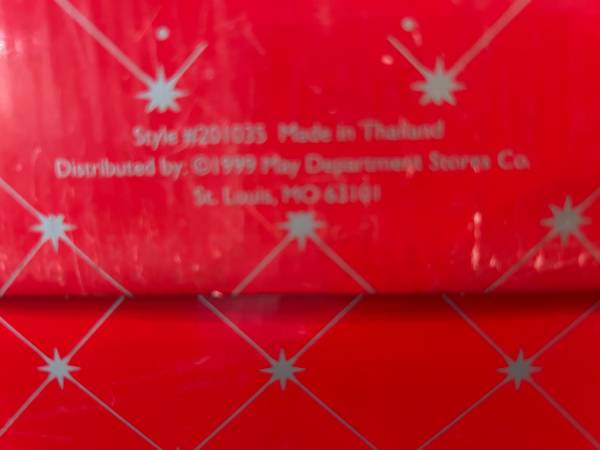 Style #201035 Made in Thailand
Distributed by: ©1999 May Department Stores Co.
St. Louis, MO 63101